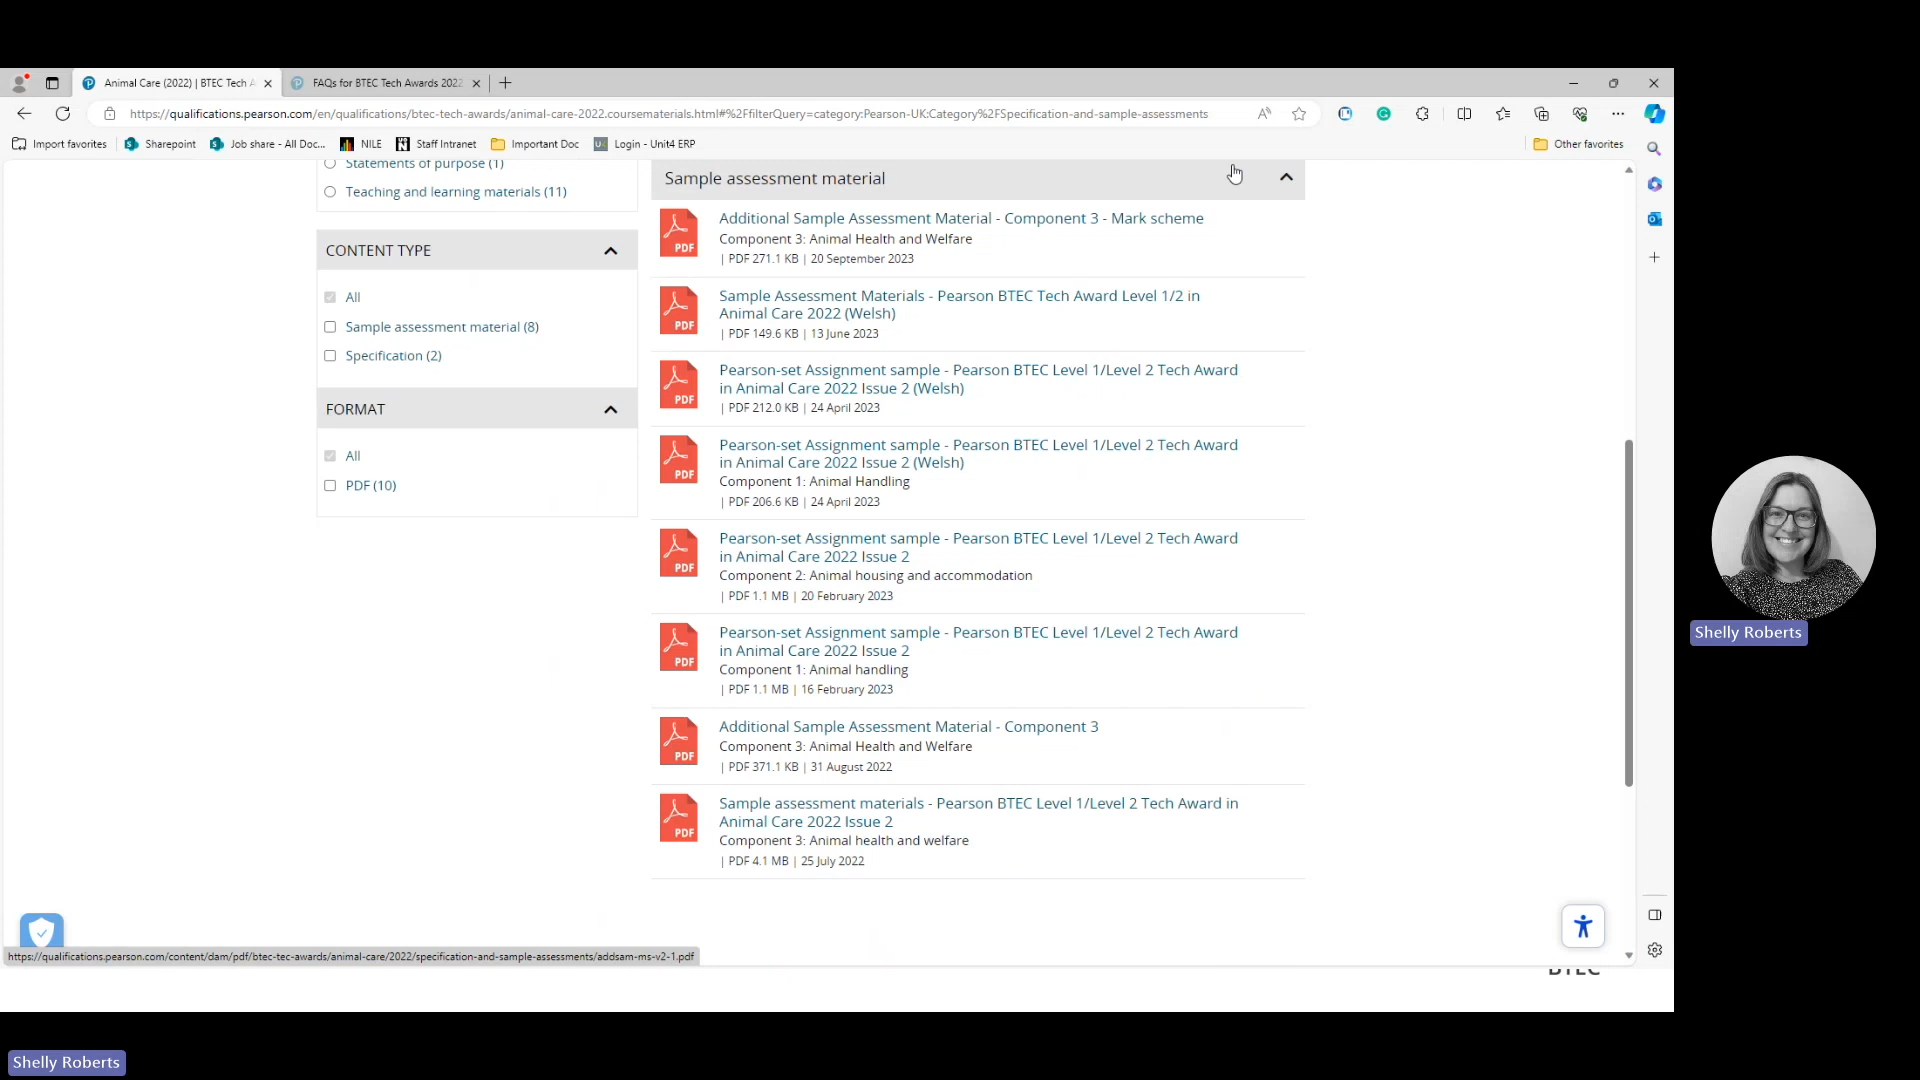 Animal Care (2022) | BTEC Tech A
FAQs for BTEC Tech Awards 2022
https://qualifications.pearson.com/en/qualifications/btec-tech-awards/animal-care-2022.coursematerials.html#%2FfilterQuery=category:Pearson-UK:Category%2FSpecification-and-sample-assessments
Import favorites
Sharepoint
Job share - All Doc...
NILE
Staff Intranet
Important Doc
Login - Unit4 ERP
Other favorites
Statements of purpose (1)
Teaching and learning materials (11)
CONTENT TYPE
All
Sample assessment material (8)
Specification (2)
FORMAT
All
PDF (10)
Sample assessment material
PDF
Additional Sample Assessment Material - Component 3 - Mark scheme
Component 3: Animal Health and Welfare
| PDF 271.1 KB | 20 September 2023
PDF
Sample Assessment Materials - Pearson BTEC Tech Award Level 1/2 in
Animal Care 2022 (Welsh)
| PDF 149.6 KB | 13 June 2023
PDF
Pearson-set Assignment sample - Pearson BTEC Level 1/Level 2 Tech Award
in Animal Care 2022 Issue 2 (Welsh)
| PDF 212.0 KB | 24 April 2023
PDF
Pearson-set Assignment sample - Pearson BTEC Level 1/Level 2 Tech Award
in Animal Care 2022 Issue 2 (Welsh)
Component 1: Animal Handling
| PDF 206.6 KB | 24 April 2023
PDF
Pearson-set Assignment sample - Pearson BTEC Level 1/Level 2 Tech Award
in Animal Care 2022 Issue 2
Component 2: Animal housing and accommodation
| PDF 1.1 MB | 20 February 2023
PDF
Pearson-set Assignment sample - Pearson BTEC Level 1/Level 2 Tech Award
in Animal Care 2022 Issue 2
Component 1: Animal handling
| PDF 1.1 MB | 16 February 2023
PDF
Additional Sample Assessment Material - Component 3
Component 3: Animal Health and Welfare
| PDF 371.1 KB | 31 August 2022
PDF
Sample assessment materials - Pearson BTEC Level 1/Level 2 Tech Award in
Animal Care 2022 Issue 2
Component 3: Animal health and welfare
| PDF 4.1 MB | 25 July 2022
https://qualifications.pearson.com/content/dam/pdf/btec-tec-awards/animal-care/2022/specification-and-sample-assessments/addsam-ms-v2-1.pdf
BTEC
Shelly Roberts
Shelly Roberts